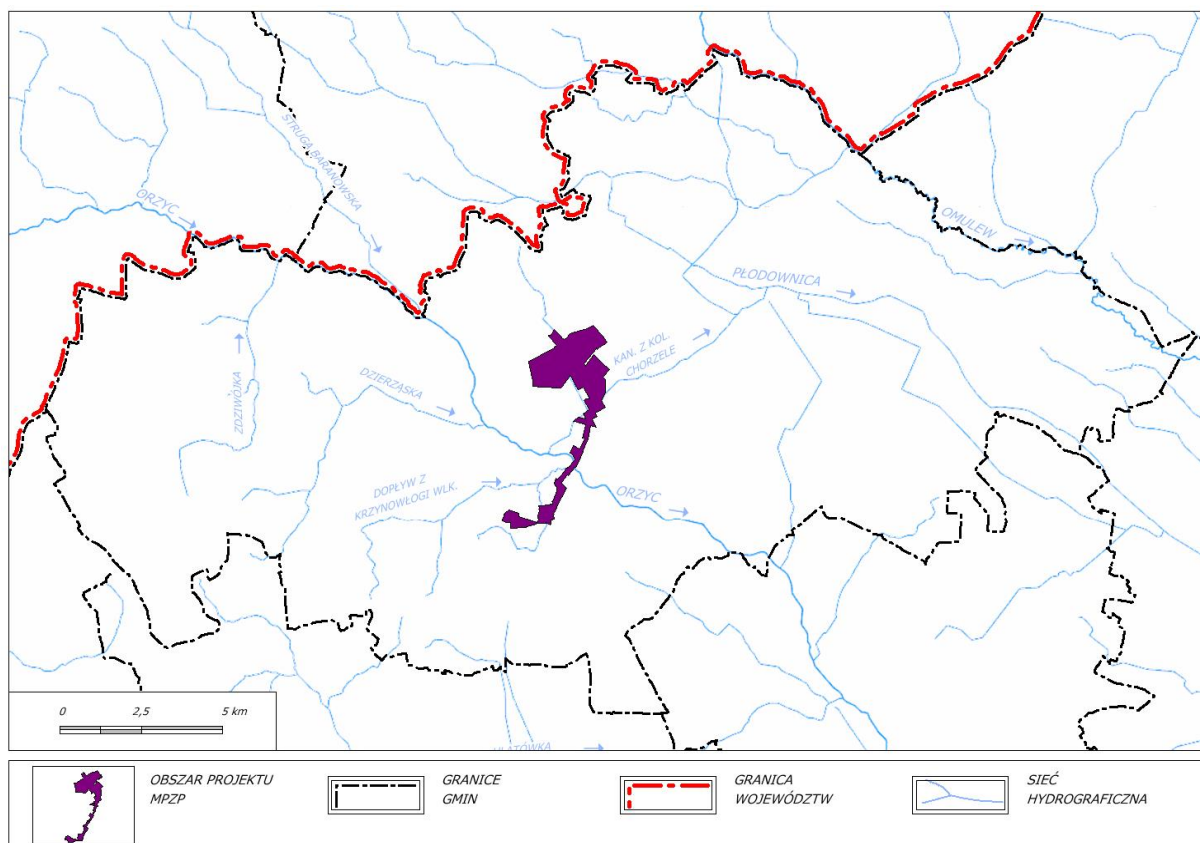 STRUGA BARANOWSKA
ORZYC
OMULEW
PŁODOWNICA
KAN. Z KOL.
CHORZELE
ZDZIWÓJKA
DZIERZĄSKA
DOPŁYW Z
KRZYNOWŁOGI WLK.
ORZYC
0 2,5 5 km
OBSZAR PROJEKTU
MPZP
GRANICE
GMIN
GRANICA
WOJEWÓDZTW
SIEĆ
HYDROGRAFICZNA